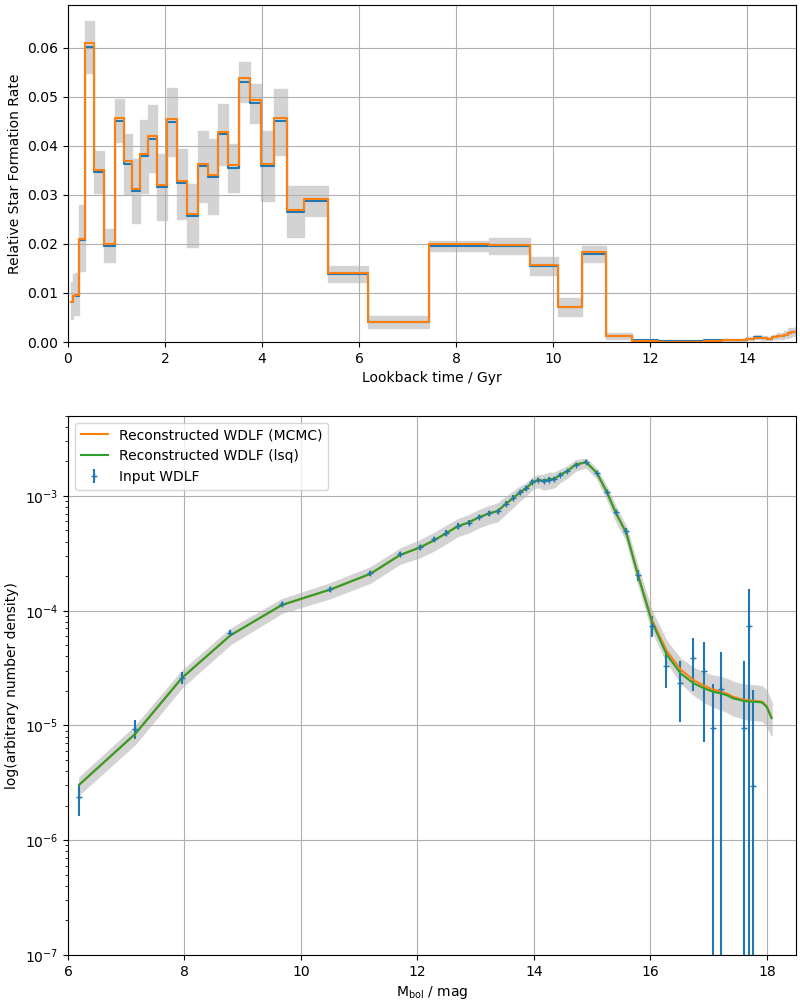 0.06
0.05
0.04
0.03
0.02
0.01
0.00
Relative Star Formation Rate
0 2 4 6 8 10 12 14
Lookback time / Gyr
Reconstructed WDLF (MCMC)
Reconstructed WDLF (lsq)
Input WDLF
10⁻³
10⁻⁴
10⁻⁵
10⁻⁶
10⁻⁷
log(arbitrary number density)
6 8 10 12 14 16 18
M_bol / mag